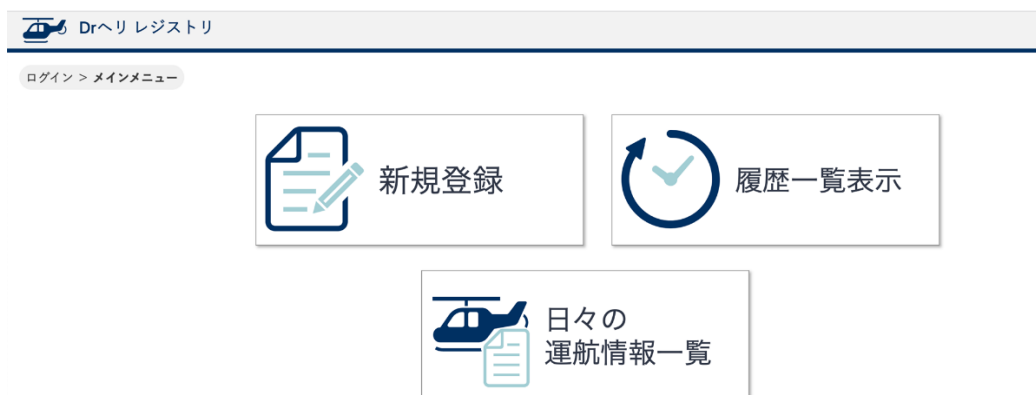 Drヘリ レジストリ
ログイン > メインメニュー
新規登録
履歴一覧表示
日々の
運航情報一覧